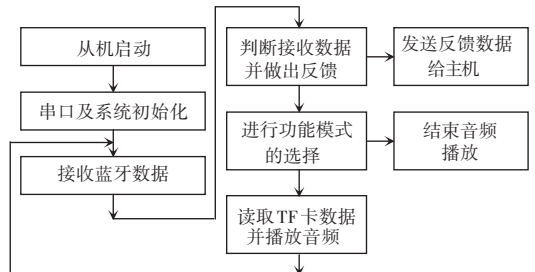 从机启动
串口及系统初始化
接收蓝牙数据
判断接收数据
并做出反馈
发送反馈数据
给主机
进行功能模式
的选择
结束音频
播放
读取TF卡数据
并播放音频